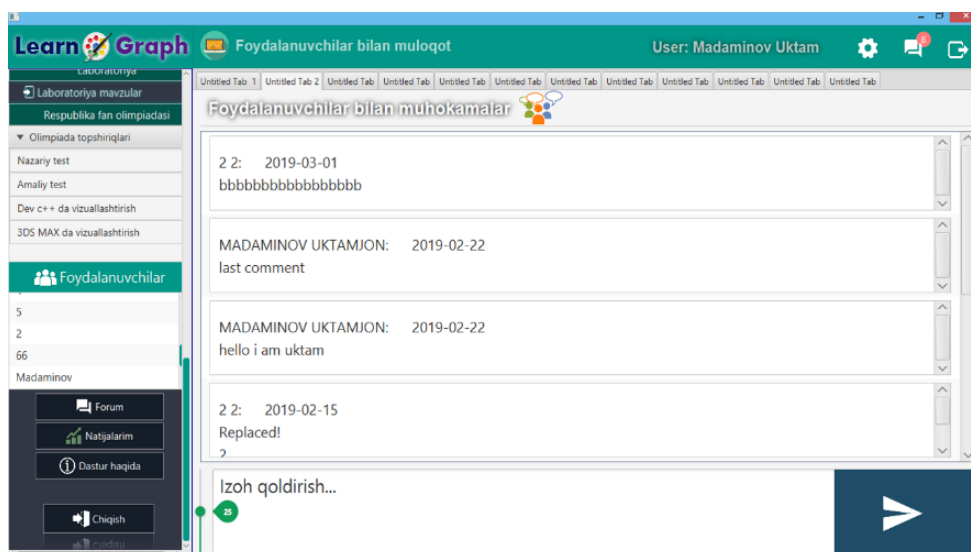 Learn Graph
Foydalanuvchilar bilan muloqot
User: Madaminov Uktam
8
Laboratoriya
Laboratoriya mavzular
Respublika fan olimpiadasi
Olimpiada topshiriqlari
Nazariy test
Amaliy test
Dev c++ da vizuallashtirish
3DS MAX da vizuallashtirish
Foydalanuvchilar
5
2
66
Madaminov
Forum
Natijalarim
Dastur haqida
Chiqish
Untitled Tab 1 Untitled Tab 2 Untitled Tab Untitled Tab Untitled Tab Untitled Tab Untitled Tab Untitled Tab Untitled Tab Untitled Tab Untitled Tab Untitled Tab
Foydalanuvchilar bilan muhokamalar
2 2: 2019-03-01
bbbbbbbbbbbbbbbbb
MADAMINOV UKTAMJON: 2019-02-22
last comment
MADAMINOV UKTAMJON: 2019-02-22
hello i am uktam
2 2: 2019-02-15
Replaced!
2
Izoh qoldirish...
25